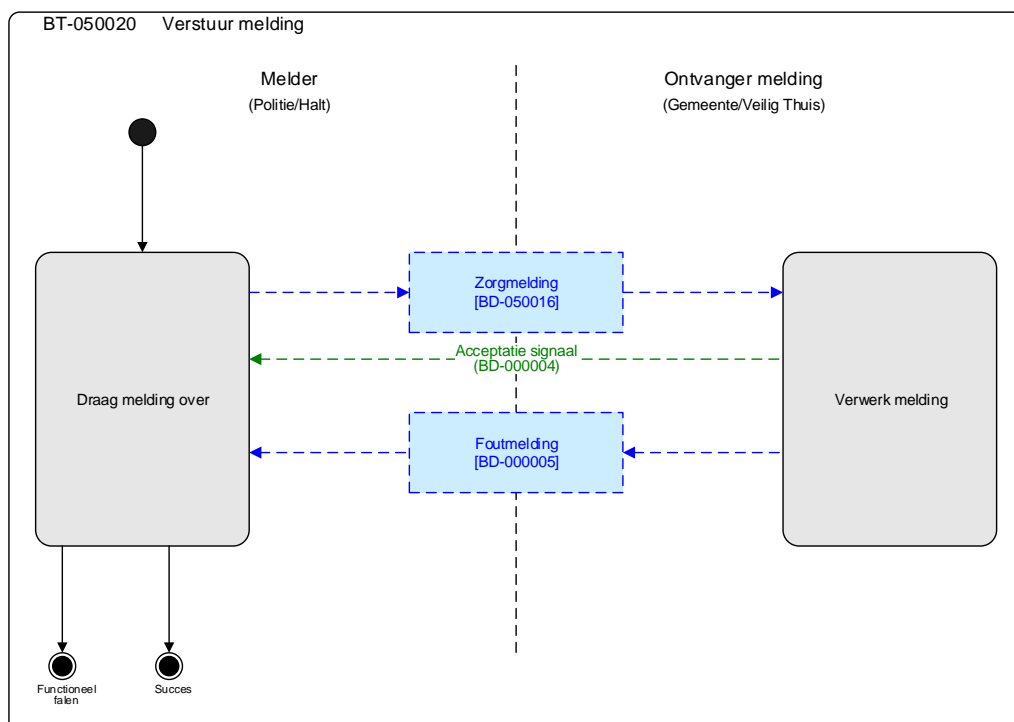 BT-050020 Verstuur melding
Melder
(Politie/Halt)
Ontvanger melding
(Gemeente/Veilig Thuis)
Zorgmelding
[BD-050016]
Acceptatie signaal
(BD-000004)
Draag melding over
Verwerk melding
Foutmelding
[BD-000005]
Functioneel
falen
Succes